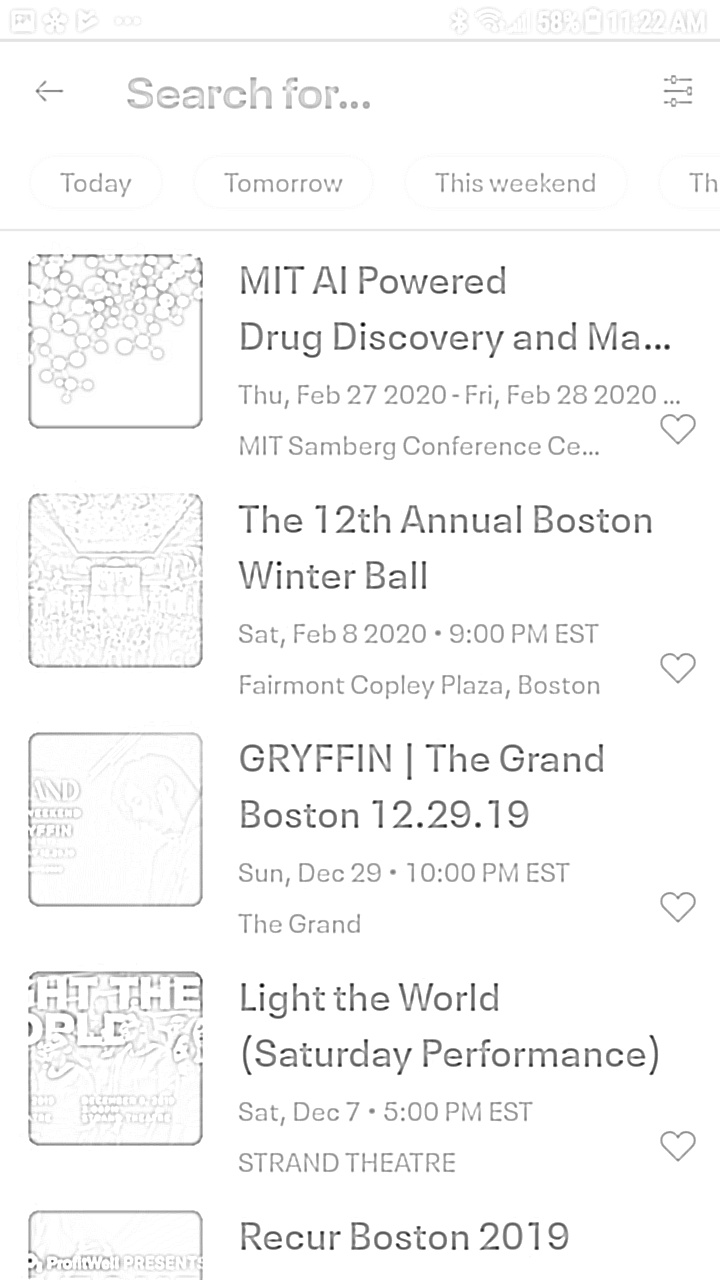 58% 11:22 AM
Search for...
Today Tomorrow This weekend Th
MIT AI Powered
Drug Discovery and Ma...
Thu, Feb 27 2020 - Fri, Feb 28 2020 ...
MIT Samberg Conference Ce...
The 12th Annual Boston
Winter Ball
Sat, Feb 8 2020 • 9:00 PM EST
Fairmont Copley Plaza, Boston
AND
WEEKEND
YFFIN
GRYFFIN | The Grand
Boston 12.29.19
Sun, Dec 29 • 10:00 PM EST
The Grand
GHT THE
ORLD
Light the World
(Saturday Performance)
Sat, Dec 7 • 5:00 PM EST
STRAND THEATRE
ProfitWell PRESENTS
Recur Boston 2019